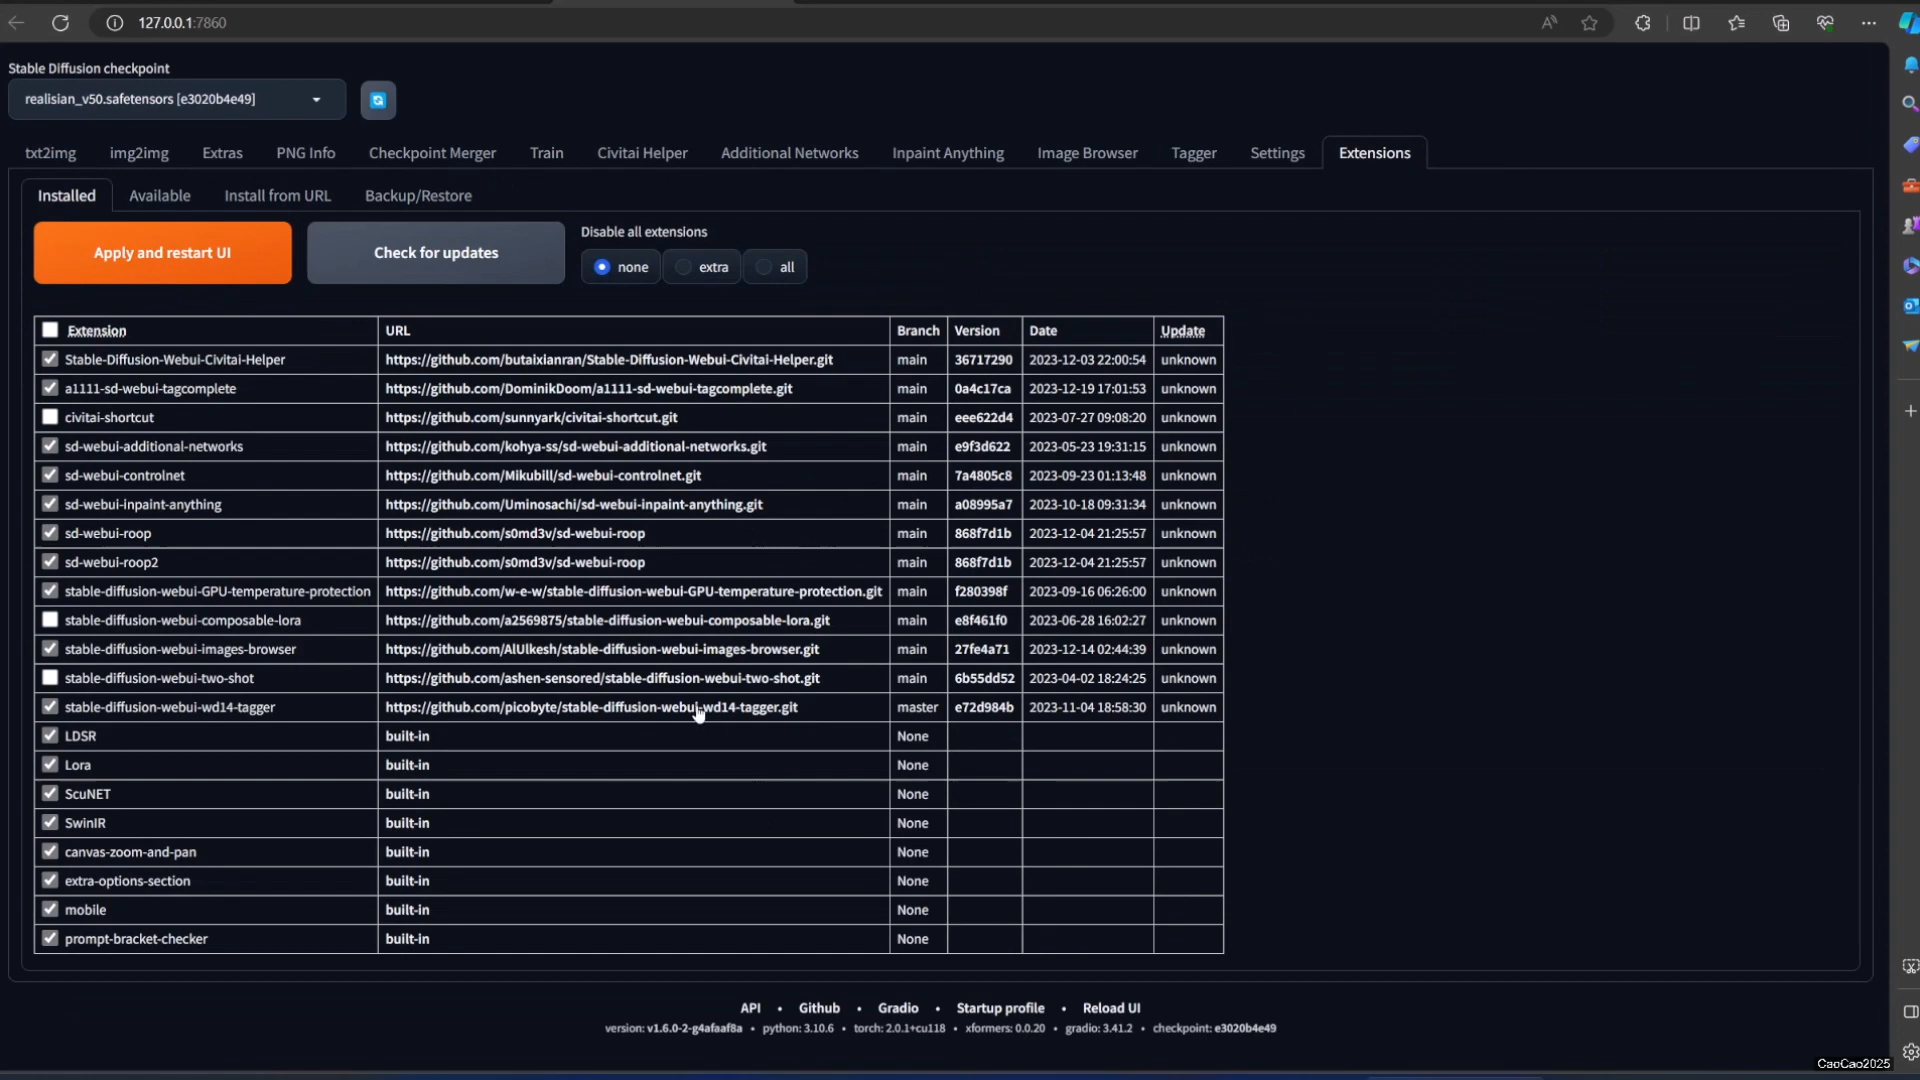 127.0.0.1:7860
Stable Diffusion checkpoint
realisian_v50.safetensors [e3020b4e49]
txt2img img2img Extras PNG Info Checkpoint Merger Train Civitai Helper Additional Networks Inpaint Anything Image Browser Tagger Settings Extensions
Installed Available Install from URL Backup/Restore
Apply and restart UI Check for updates
Disable all extensions
none extra all
Extension URL Branch Version Date Update
Stable-Diffusion-Webui-Civitai-Helper https://github.com/butaixianran/Stable-Diffusion-Webui-Civitai-Helper.git main 36717290 2023-12-03 22:00:54 unknown
a1111-sd-webui-tagcomplete https://github.com/DominikDoom/a1111-sd-webui-tagcomplete.git main 0a4c17ca 2023-12-19 17:01:53 unknown
civitai-shortcut https://github.com/sunnyark/civitai-shortcut.git main eee622d4 2023-07-27 09:08:20 unknown
sd-webui-additional-networks https://github.com/kohya-ss/sd-webui-additional-networks.git main e9f3d622 2023-05-23 19:31:15 unknown
sd-webui-controlnet https://github.com/Mikubill/sd-webui-controlnet.git main 7a4805c8 2023-09-23 01:13:48 unknown
sd-webui-inpaint-anything https://github.com/Uminosachi/sd-webui-inpaint-anything.git main a08995a7 2023-10-18 09:31:34 unknown
sd-webui-roop https://github.com/s0md3v/sd-webui-roop main 868f7d1b 2023-12-04 21:25:57 unknown
sd-webui-roop2 https://github.com/s0md3v/sd-webui-roop main 868f7d1b 2023-12-04 21:25:57 unknown
stable-diffusion-webui-GPU-temperature-protection https://github.com/w-e-w/stable-diffusion-webui-GPU-temperature-protection.git main f280398f 2023-09-16 06:26:00 unknown
stable-diffusion-webui-composable-lora https://github.com/a2569875/stable-diffusion-webui-composable-lora.git main e8f461f0 2023-06-28 16:02:27 unknown
stable-diffusion-webui-images-browser https://github.com/AlUlkesh/stable-diffusion-webui-images-browser.git main 27fe4a71 2023-12-14 02:44:39 unknown
stable-diffusion-webui-two-shot https://github.com/ashen-sensored/stable-diffusion-webui-two-shot.git main 6b55dd52 2023-04-02 18:24:25 unknown
stable-diffusion-webui-wd14-tagger https://github.com/picobyte/stable-diffusion-webui-wd14-tagger.git master e72d984b 2023-11-04 18:58:30 unknown
LDSR built-in None
Lora built-in None
ScuNET built-in None
SwinIR built-in None
canvas-zoom-and-pan built-in None
extra-options-section built-in None
mobile built-in None
prompt-bracket-checker built-in None
API • Github • Gradio • Startup profile • Reload UI
version: v1.6.0-2-g4afaaf8a • python: 3.10.6 • torch: 2.0.1+cu118 • xformers: 0.0.20 • gradio: 3.41.2 • checkpoint: e3020b4e49
CaoCao2025